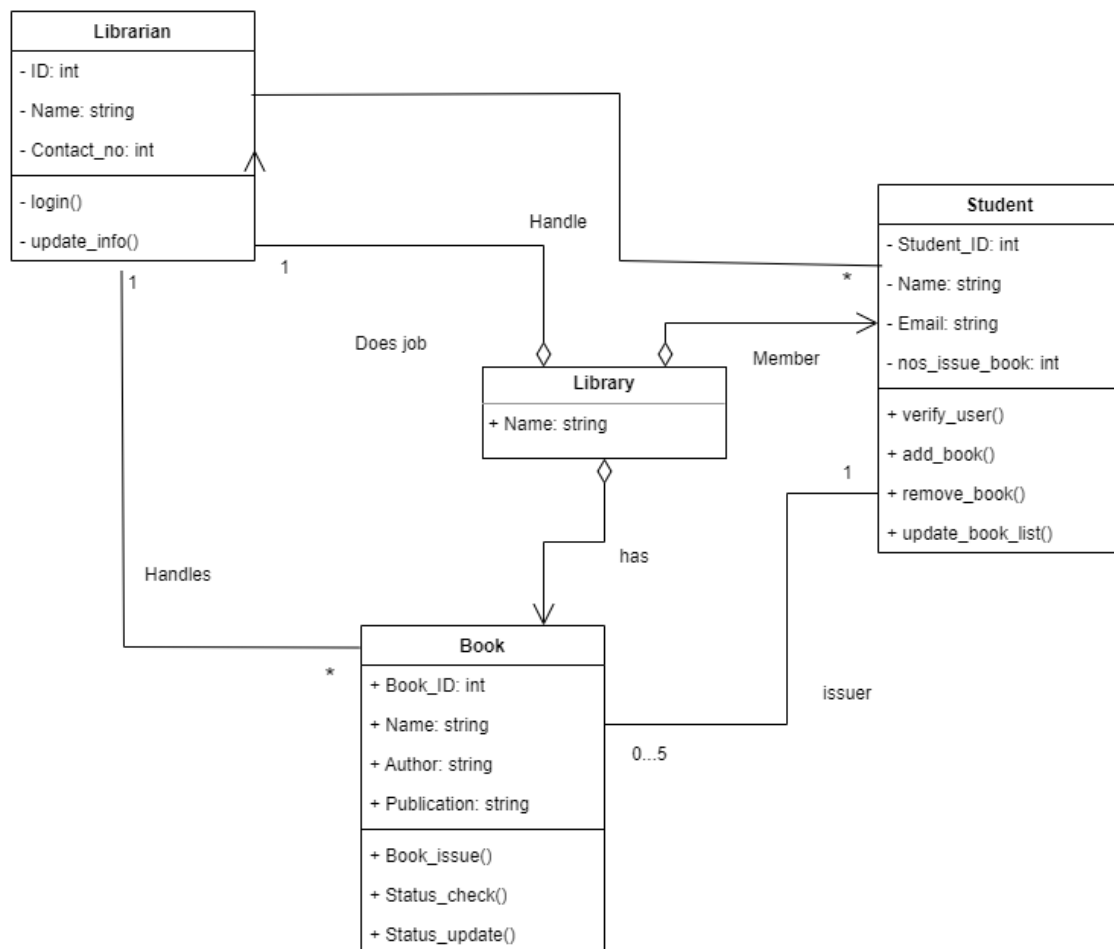 Librarian
- ID: int
- Name: string
- Contact_no: int
- login()
- update_info()
1
1
Handle
Does job
Student
- Student_ID: int
- Name: string
- Email: string
- nos_issue_book: int
+ verify_user()
+ add_book()
+ remove_book()
+ update_book_list()
*
Member
Library
+ Name: string
1
has
Handles
*
Book
+ Book_ID: int
+ Name: string
+ Author: string
+ Publication: string
+ Book_issue()
+ Status_check()
+ Status_update()
issuer
0...5